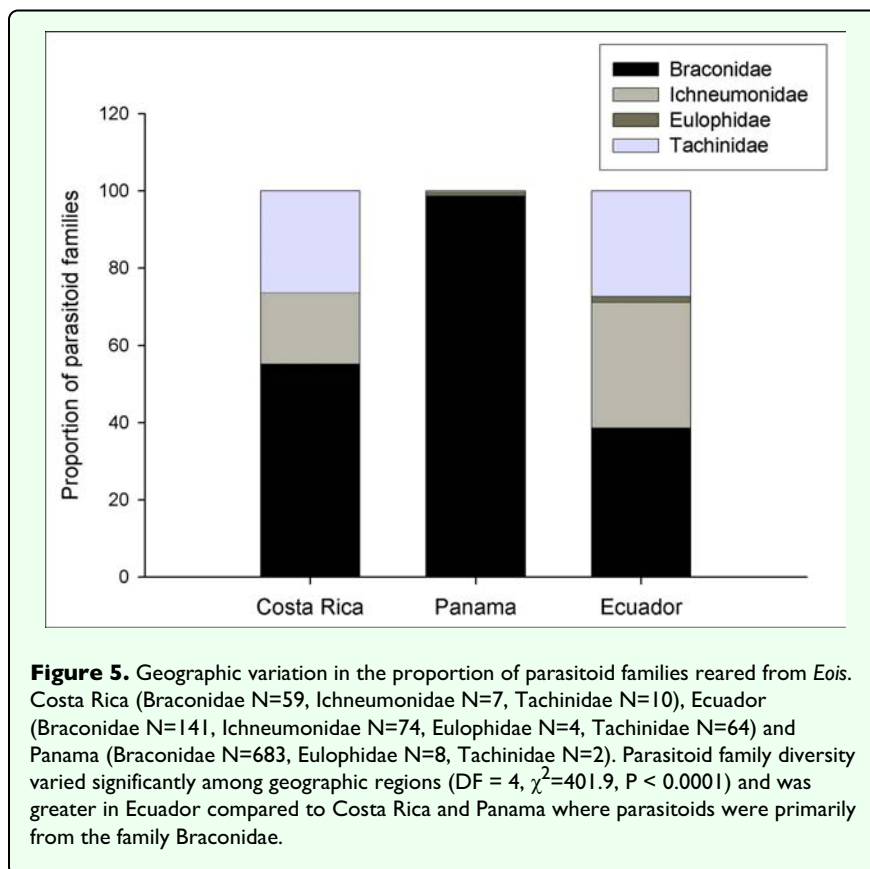 Braconidae
Ichneumonidae
Eulophidae
Tachinidae
Proportion of parasitoid families
120
100
80
60
40
20
0
Costa Rica
Panama
Ecuador
Figure 5. Geographic variation in the proportion of parasitoid families reared from Eois.
Costa Rica (Braconidae N=59, Ichneumonidae N=7, Tachinidae N=10), Ecuador
(Braconidae N=141, Ichneumonidae N=74, Eulophidae N=4, Tachinidae N=64) and
Panama (Braconidae N=683, Eulophidae N=8, Tachinidae N=2). Parasitoid family diversity
varied significantly among geographic regions (DF = 4, χ²=401.9, P < 0.0001) and was
greater in Ecuador compared to Costa Rica and Panama where parasitoids were primarily
from the family Braconidae.